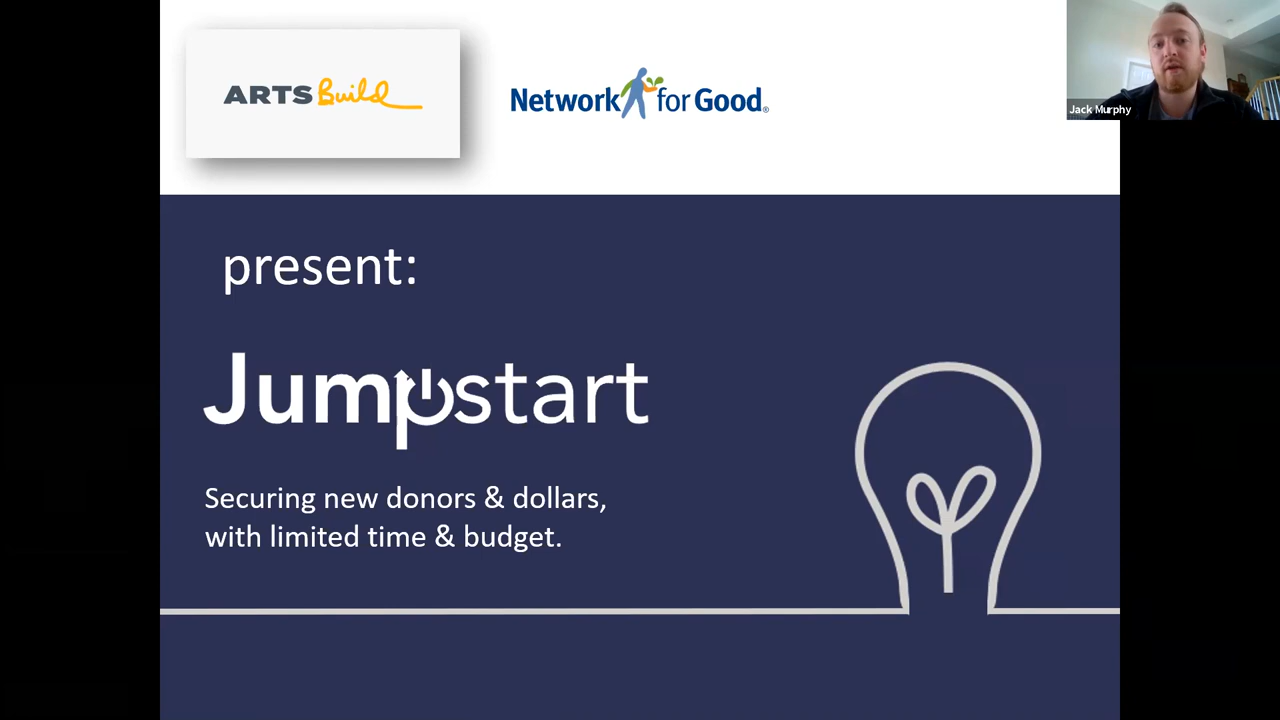 ARTS Build
Network for Good®
Jack Murphy
present:
Jumpstart
Securing new donors & dollars,
with limited time & budget.